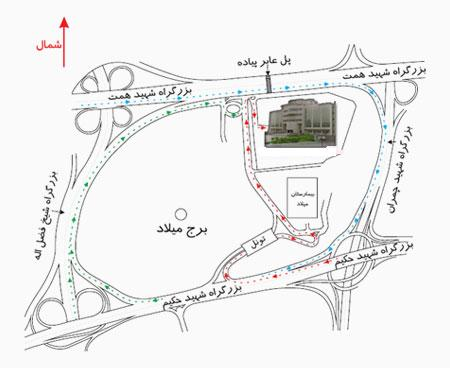 شمال
پل عابر پیاده
بزرگراه شهید همت
بزرگراه شهید همت
بزرگراه شهید چمران
بیمارستان
میلاد
برج میلاد
بزرگراه شیخ فضل اله
تونل
بزرگراه شهید حکیم
بزرگراه شهید حکیم